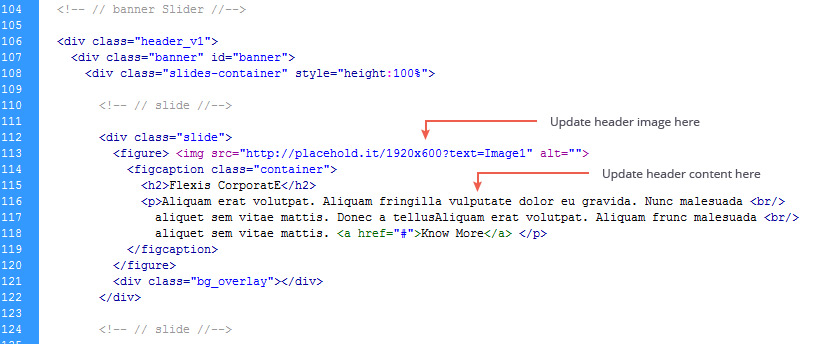 104 <!-- // banner Slider //-->
105
106 <div class="header_v1">
107 <div class="banner" id="banner">
108 <div class="slides-container" style="height:100%">
109
110 <!-- // slide //-->
111 Update header image here
112 <div class="slide">
113 <figure> <img src="http://placehold.it/1920x600?text=Image1" alt="">
114 <figcaption class="container"> Update header content here
115 <h2>Flexis CorporatE</h2>
116 <p>Aliquam erat volutpat. Aliquam fringilla vulputate dolor eu gravida. Nunc malesuada <br/>
117 aliquet sem vitae mattis. Donec a tellusAliquam erat volutpat. Aliquam frunc malesuada <br/>
118 aliquet sem vitae mattis. <a href="#">Know More</a> </p>
119 </figcaption>
120 </figure>
121 <div class="bg_overlay"></div>
122 </div>
123
124 <!-- // slide //-->